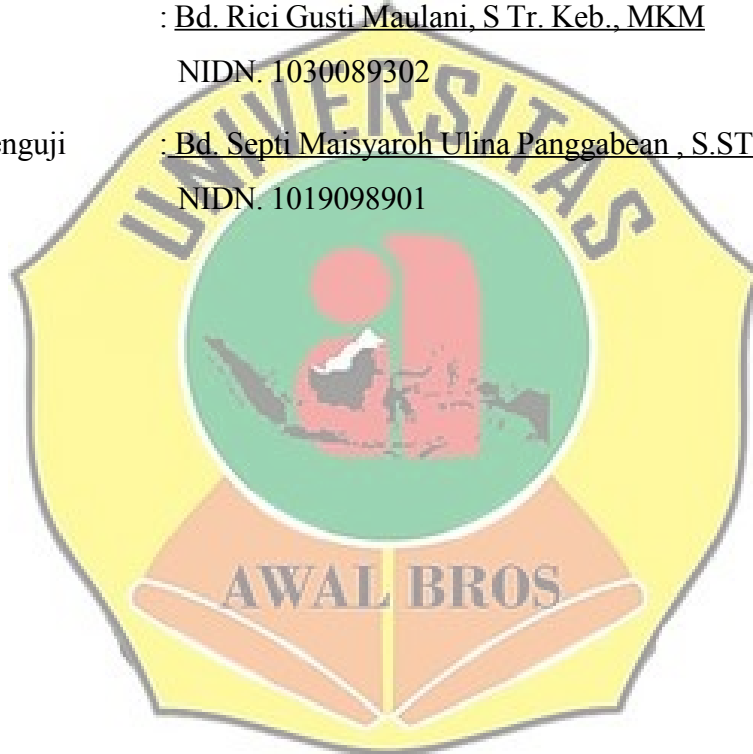 : Bd. Rici Gusti Maulani, S Tr. Keb., MKM
NIDN. 1030089302
enguji : Bd. Septi Maisyaroh Ulina Panggabean , S.ST
NIDN. 1019098901
UNIVERSITAS
a
AWAL BROS